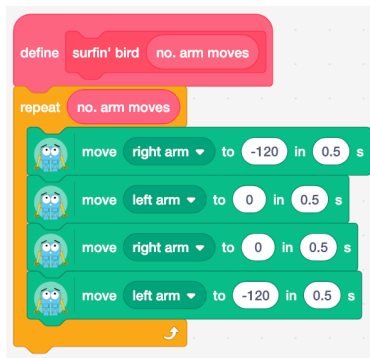 define surfin' bird no. arm moves
repeat no. arm moves
move right arm to -120 in 0.5 s
move left arm to 0 in 0.5 s
move right arm to 0 in 0.5 s
move left arm to -120 in 0.5 s